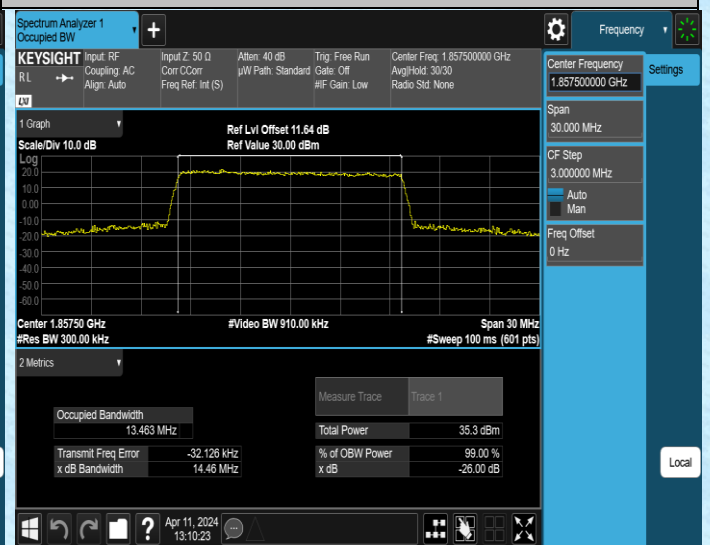 Spectrum Analyzer 1
Occupied BW
Frequency
KEYSIGHT
R L
LXI
Input: RF
Coupling: AC
Align: Auto
Input Z: 50 Ω
Corr CCorr
Freq Ref: Int (S)
Atten: 40 dB
µW Path: Standard
Trig: Free Run
Gate: Off
#IF Gain: Low
Center Freq: 1.857500000 GHz
Avg|Hold: 30/30
Radio Std: None
Center Frequency
1.857500000 GHz
Settings
Span
30.000 MHz
CF Step
3.000000 MHz
Auto
Man
Freq Offset
0 Hz
1 Graph
Scale/Div 10.0 dB
Ref Lvl Offset 11.64 dB
Ref Value 30.00 dBm
Log
20.0
10.0
0.00
-10.0
-20.0
-30.0
-40.0
-50.0
-60.0
Center 1.85750 GHz
#Res BW 300.00 kHz
#Video BW 910.00 kHz
Span 30 MHz
#Sweep 100 ms (601 pts)
2 Metrics
Measure Trace
Trace 1
Occupied Bandwidth
13.463 MHz
Total Power
35.3 dBm
Transmit Freq Error
-32.126 kHz
% of OBW Power
99.00 %
x dB Bandwidth
14.46 MHz
x dB
-26.00 dB
Local
?
Apr 11, 2024
13:10:23